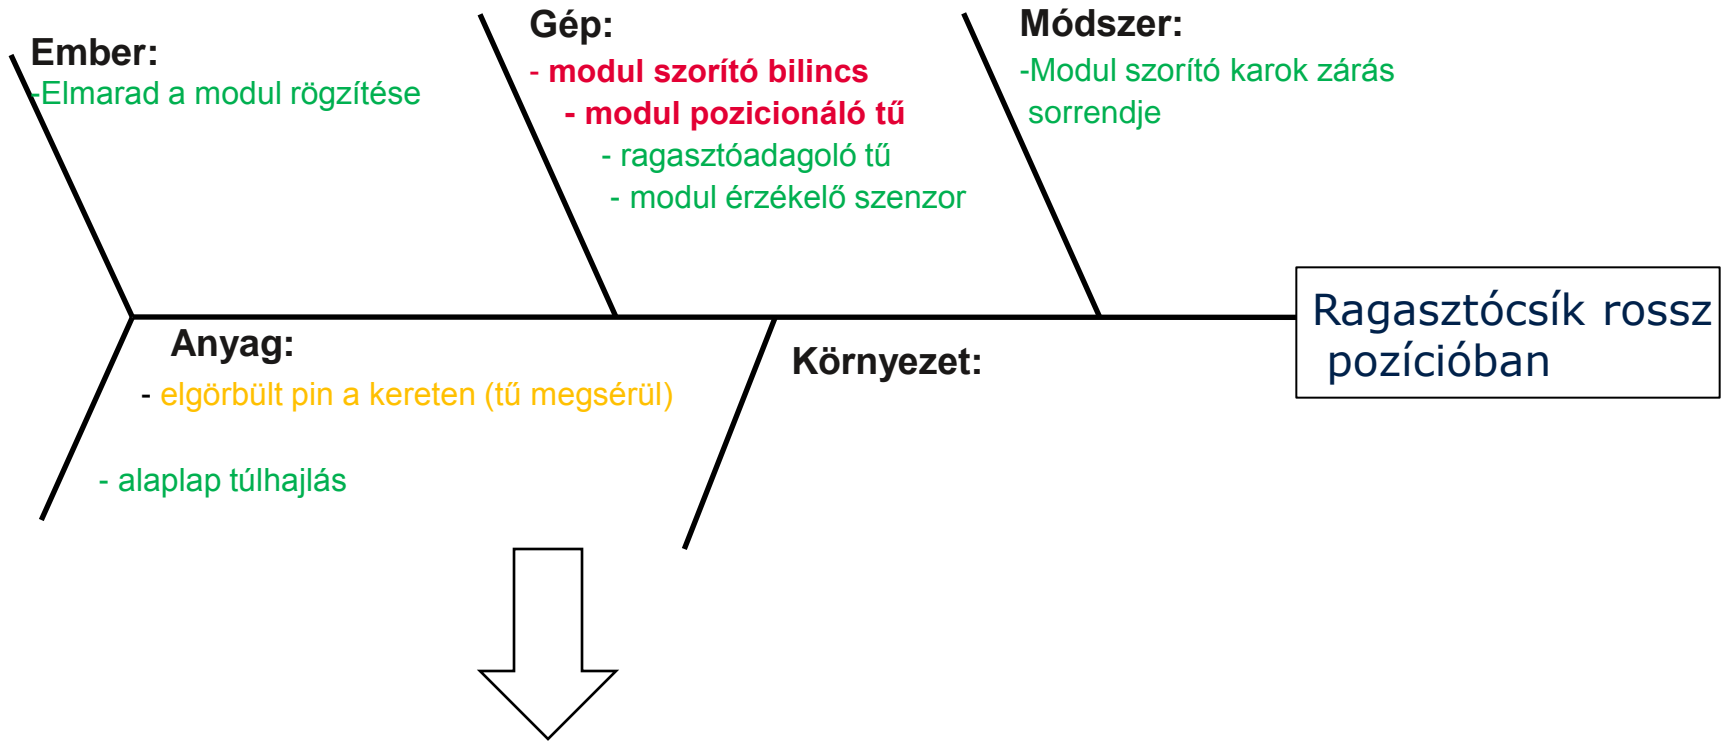 Ember:
-Elmarad a modul rögzítése
Gép:
- modul szorító bilincs
- modul pozicionáló tű
- ragasztóadagoló tű
- modul érzékelő szenzor
Módszer:
-Modul szorító karok zárás
sorrendje
Anyag:
- elgörbült pin a kereten (tű megsérül)
- alaplap túlhajlás
Környezet:
Ragasztócsík rossz
pozícióban